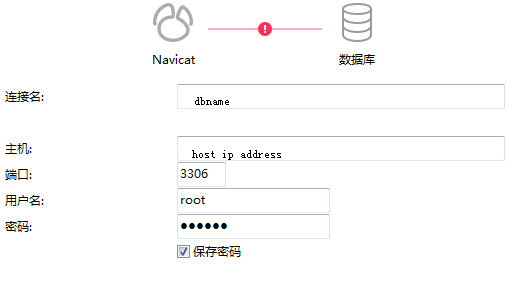 Navicat 数据库
连接名: dbname
主机: host ip address
端口: 3306
用户名: root
密码: ●●●●●●
保存密码